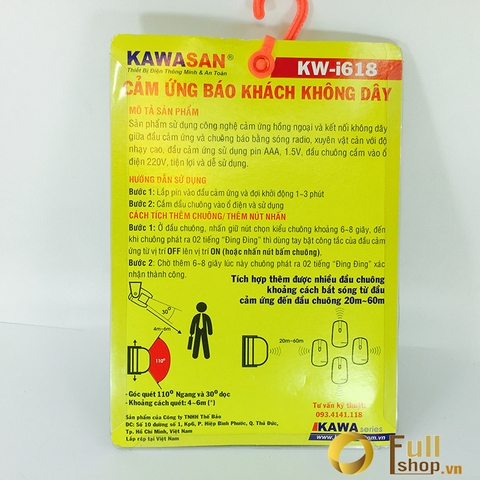 KAWASAN®
Thiết Bị Điện Thông Minh & An Toàn
KW-i618
CẢM ỨNG BÁO KHÁCH KHÔNG DÂY
MÔ TẢ SẢN PHẨM
Sản phẩm sử dụng công nghệ cảm ứng hồng ngoại và kết nối không dây
giữa đầu cảm ứng và chuông báo bằng sóng radio, xuyên vật cản với độ
nhạy cao, đầu cảm ứng sử dụng pin AAA, 1.5V, đầu chuông cắm vào ổ
điện 220V, tiện lợi và dễ sử dụng.
HƯỚNG DẪN SỬ DỤNG
Bước 1: Lắp pin vào đầu cảm ứng và đợi khởi động 1~3 phút
Bước 2: Cắm đầu chuông vào ổ điện và sử dụng
CÁCH TÍCH THÊM CHUÔNG/THÊM NÚT NHẤN
Bước 1: Ở đầu chuông, nhấn giữ nút chọn kiểu chuông khoảng 6-8 giây, đến
khi chuông phát ra 02 tiếng "Đing Đing" thì dùng tay bật công tắc của đầu cảm
ứng từ vị trí OFF lên vị trí ON (hoặc nhấn nút bấm chuông).
Bước 2: Chờ thêm 6-8 giây lúc này chuông phát ra 02 tiếng "Đing Đing" xác
nhận thành công.
Tích hợp thêm được nhiều đầu chuông
khoảng cách bắt sóng từ đầu
cảm ứng đến đầu chuông 20m~60m
30°
4m~6m
110°
20m~60m
- Góc quét 110° Ngang và 30° dọc
- Khoảng cách quét: 4~6m
Sản phẩm của Công ty TNHH Thế Bảo
ĐC: Số 10 đường số 1, Kp6, P. Hiệp Bình Phước, Q. Thủ Đức,
Tp. Hồ Chí Minh, Việt Nam
Lắp ráp tại Việt Nam
Tư vấn kỹ thuật:
093.4141.118
KAWA series
Full
shop.vn